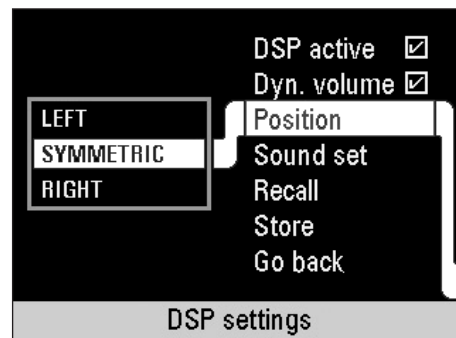 DSP active
Dyn. volume
LEFT
Position
SYMMETRIC
Sound set
RIGHT
Recall
Store
Go back
DSP settings